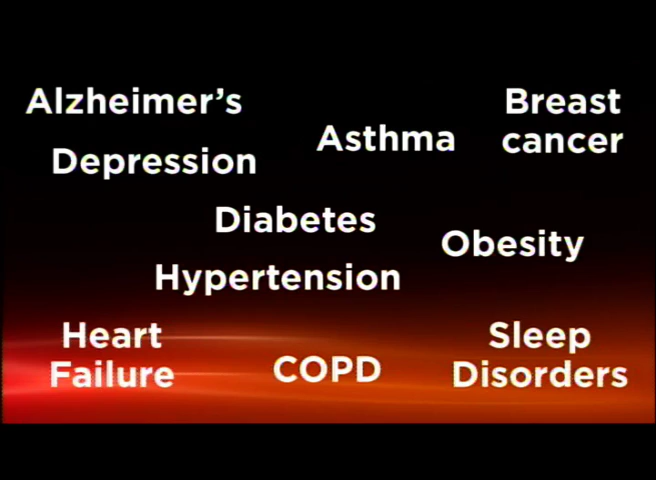 Alzheimer's
Breast
cancer
Asthma
Depression
Diabetes
Obesity
Hypertension
Heart
Failure
COPD
Sleep
Disorders